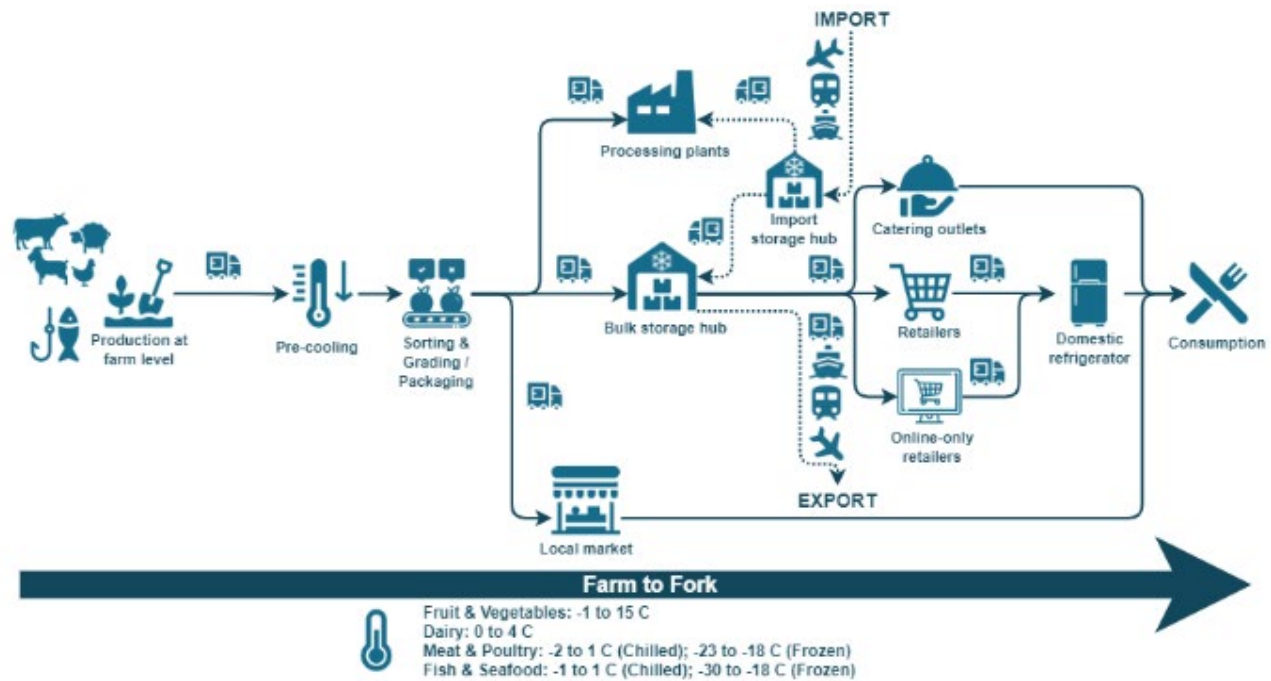 IMPORT
Processing plants
Import
storage hub
Catering outlets
Production at
farm level
Pre-cooling
Sorting &
Grading /
Packaging
Bulk storage hub
Retailers
Domestic
refrigerator
Consumption
Online-only
retailers
EXPORT
Local market
Farm to Fork
Fruit & Vegetables: -1 to 15 C
Dairy: 0 to 4 C
Meat & Poultry: -2 to 1 C (Chilled); -23 to -18 C (Frozen)
Fish & Seafood: -1 to 1 C (Chilled); -30 to -18 C (Frozen)